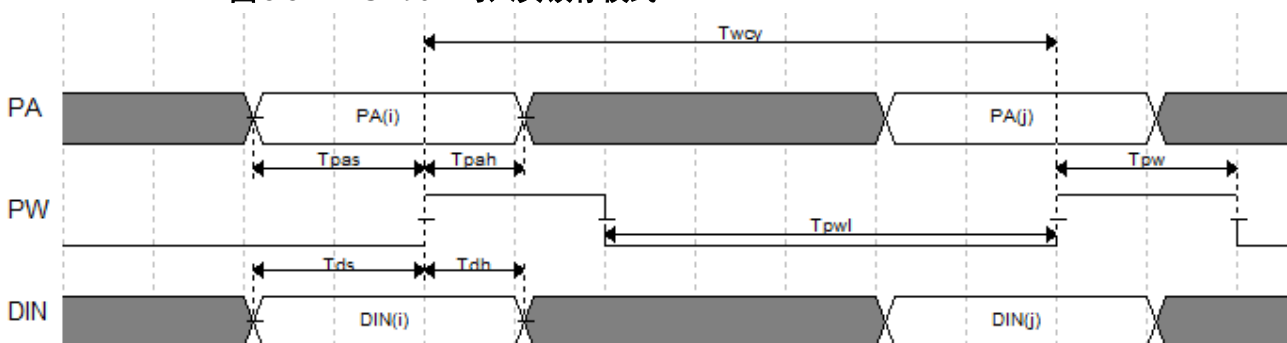 Twcy
PA
PA(i)
PA(j)
Tpas
Tpah
Tpw
PW
Tpwl
Tds
Tdh
DIN
DIN(i)
DIN(j)